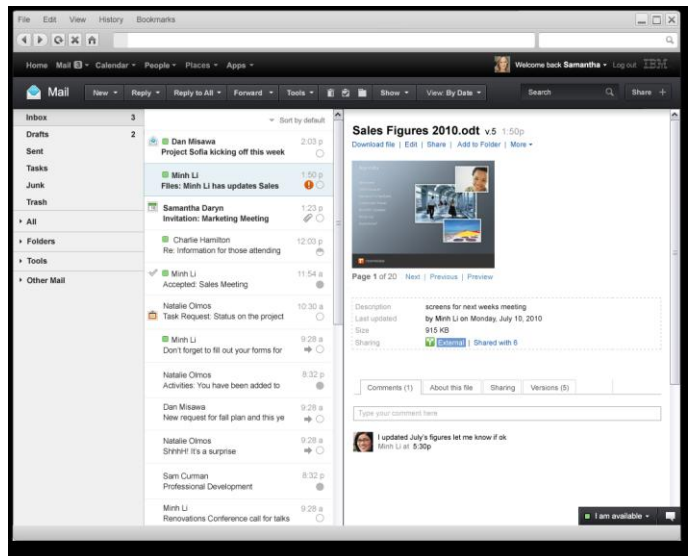 File Edit View History Bookmarks
Home Mail 3 Calendar People Places Apps Welcome back Samantha Log out IBM
Mail New Reply Reply to All Forward Tools Show View: By Date Search Share +
Inbox 3
Drafts 2
Sent
Tasks
Junk
Trash
All
Folders
Tools
Other Mail
Sort by default
Dan Misawa 2:03 p
Project Sofia kicking off this week
Minh Li 1:50 p
Files: Minh Li has updates Sales
Samantha Daryn 1:23 p
Invitation: Marketing Meeting
Charlie Hamilton 12:03 p
Re: Information for those attending
Minh Li 11:54 a
Accepted: Sales Meeting
Natalie Olmos 10:30 a
Task Request: Status on the project
Minh Li 9:28 a
Don't forget to fill out your forms for
Natalie Olmos 8:32 p
Activities: You have been added to
Dan Misawa 9:28 a
New request for fall plan and this ye
Natalie Olmos 9:28 a
ShhhH! It's a surprise
Sam Curman 8:32 p
Professional Development
Minh Li 9:28 a
Renovations Conference call for talks
Sales Figures 2010.odt v.5 1:50p
Download file | Edit | Share | Add to Folder | More
Page 1 of 20 Next | Previous | Preview
Description screens for next weeks meeting
Last updated by Minh Li on Monday, July 10, 2010
Size 915 KB
Sharing External | Shared with 6
Comments (1) About this file Sharing Versions (5)
Type your comment here
I updated July's figures let me know if ok
Minh Li at 5:30p
I am available